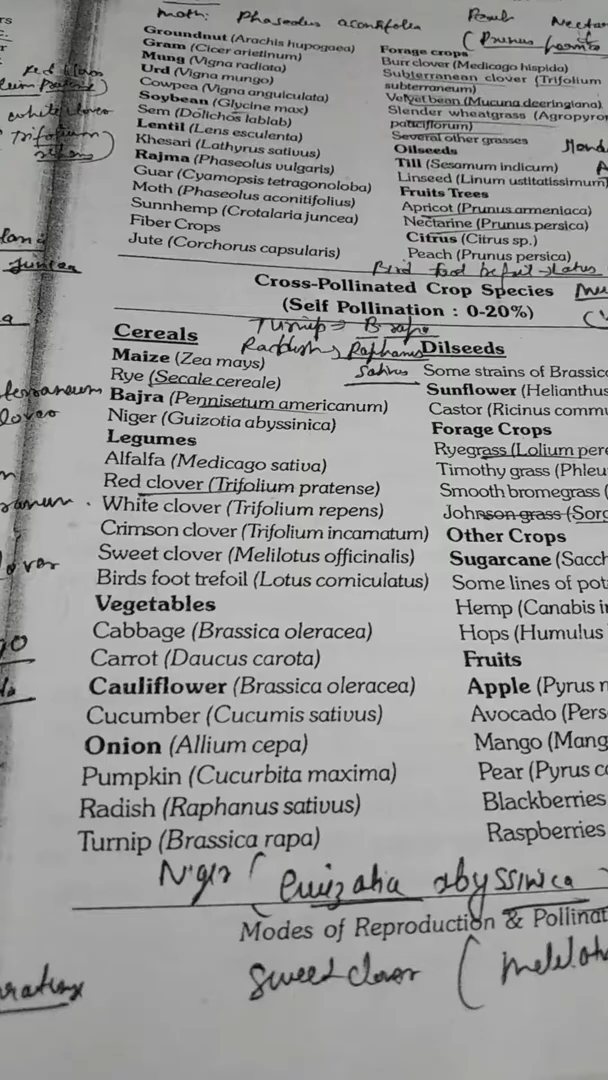 moth: Phaseolus aconitifolia
Groundnut (Arachis hupogaea)
Gram (Cicer arietinum)
Mung (Vigna radiata)
Urd (Vigna mungo)
Cowpea (Vigna anguiculata)
Soybean (Glycine max)
Sem (Dolichos lablab)
Lentil (Lens esculenta)
Khesari (Lathyrus sativus)
Rajma (Phaseolus vulgaris)
Guar (Cyamopsis tetragonoloba)
Moth (Phaseolus aconitifolius)
Sunnhemp (Crotalaria juncea)
Fiber Crops
Jute (Corchorus capsularis)
Forage crops
Burr clover (Medicago hispida)
Subterranean clover (Trifolium
subterraneum)
Velvet bean (Mucuna deeringiana)
Slender wheatgrass (Agropyro
pauciflorum)
Several other grasses
Oilseeds
Till (Sesamum indicum)
Linseed (Linum ustitatissimum)
Fruits Trees
Apricot (Prunus armeniaca)
Nectarine (Prunus persica)
Citrus (Citrus sp.)
Peach (Prunus persica)
Cross-Pollinated Crop Species
(Self Pollination : 0-20%)
Turnip B rapa
Raddish Raphanus
Sativus
Cereals
Maize (Zea mays)
Rye (Secale cereale)
Bajra (Pennisetum americanum)
Niger (Guizotia abyssinica)
Legumes
Alfalfa (Medicago sativa)
Red clover (Trifolium pratense)
White clover (Trifolium repens)
Crimson clover (Trifolium incarnatum)
Sweet clover (Melilotus officinalis)
Birds foot trefoil (Lotus corniculatus)
Vegetables
Cabbage (Brassica oleracea)
Carrot (Daucus carota)
Cauliflower (Brassica oleracea)
Cucumber (Cucumis sativus)
Onion (Allium cepa)
Pumpkin (Cucurbita maxima)
Radish (Raphanus sativus)
Turnip (Brassica rapa)
Dilseeds
Some strains of Brassic
Sunflower (Helianthus
Castor (Ricinus commu
Forage Crops
Ryegrass (Lolium pere
Timothy grass (Phleu
Smooth bromegrass (
Johnson grass (Sorg
Other Crops
Sugarcane (Sacch
Some lines of pot
Hemp (Canabis in
Hops (Humulus
Fruits
Apple (Pyrus
Avocado (Pers
Mango (Mang
Pear (Pyrus co
Blackberries
Raspberries
Niger ( abyssinica
Modes of Reproduction & Pollinat
Sweet clover (